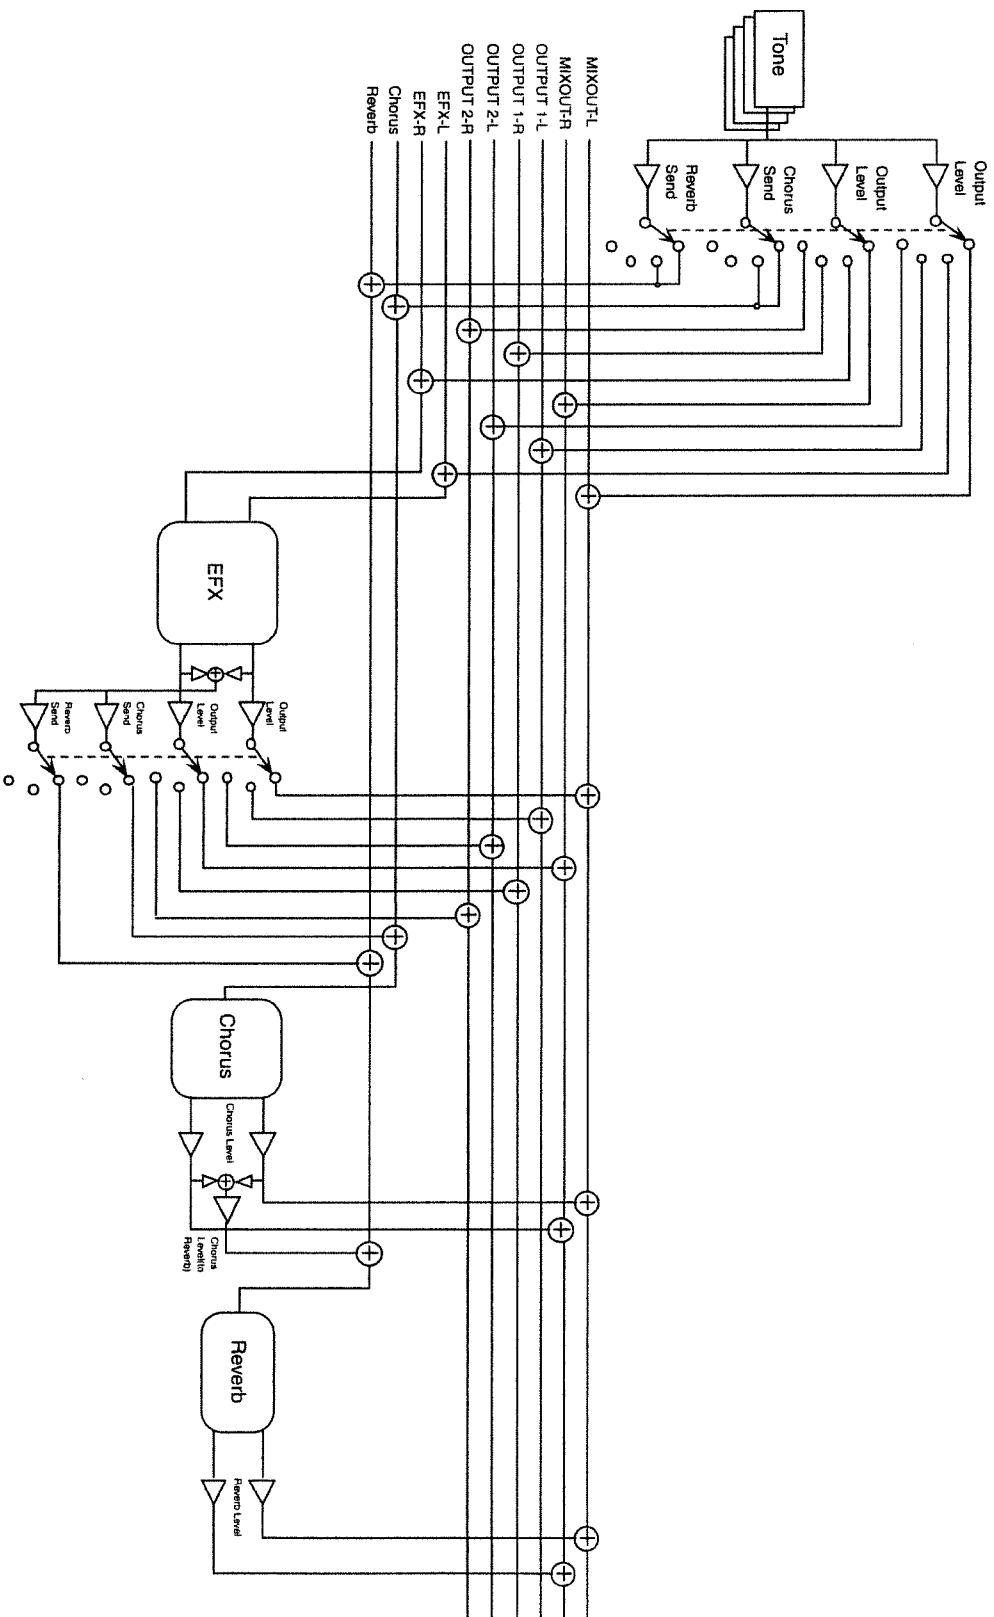 Tone
Output
Level
Output
Level
Chorus
Send
Reverb
Send
MIXOUT-L
MIXOUT-R
OUTPUT 1-L
OUTPUT 1-R
OUTPUT 2-L
OUTPUT 2-R
EFX-L
EFX-R
Chorus
Reverb
EFX
Output
Level
Output
Level
Chorus
Send
Reverb
Send
Chorus
Chorus Level
Chorus
Level(to
Reverb)
Reverb
Reverb Level